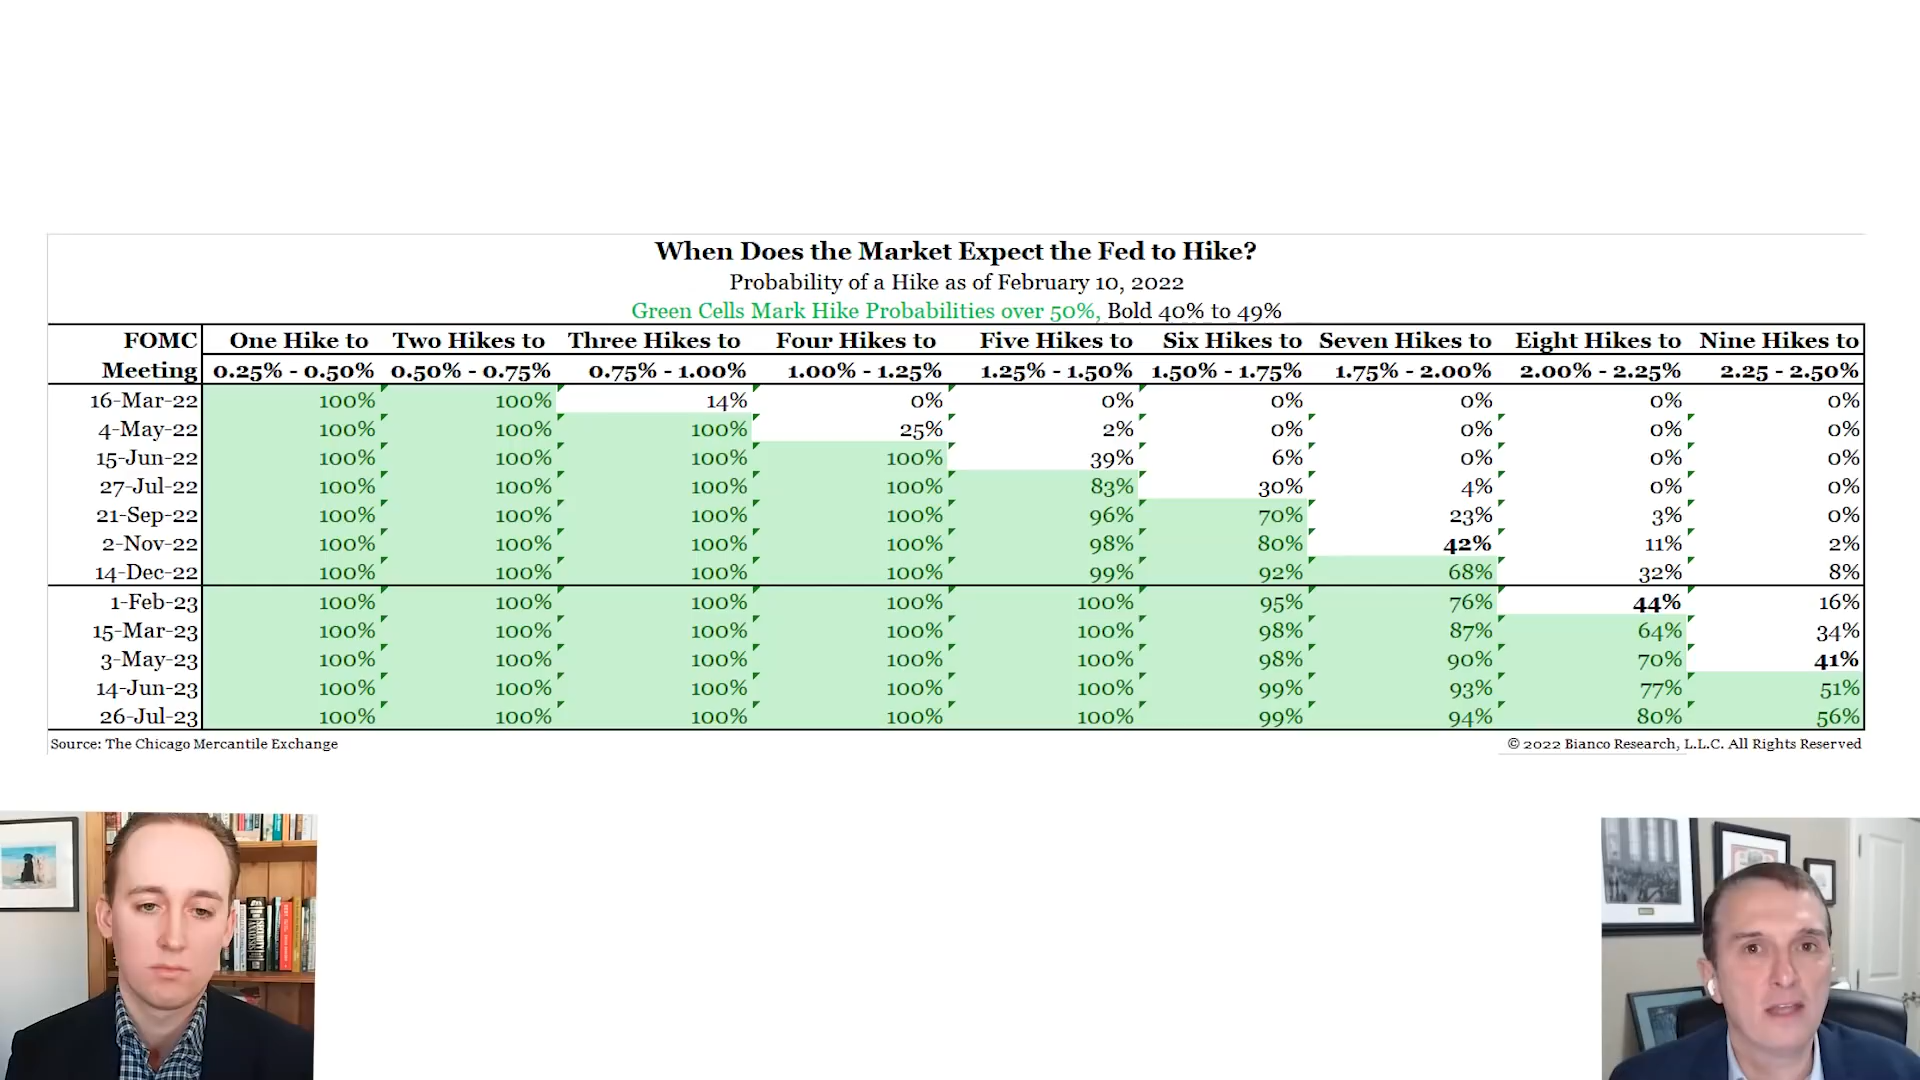 When Does the Market Expect the Fed to Hike?
Probability of a Hike as of February 10, 2022
Green Cells Mark Hike Probabilities over 50%, Bold 40% to 49%
FOMC One Hike to Two Hikes to Three Hikes to Four Hikes to Five Hikes to Six Hikes to Seven Hikes to Eight Hikes to Nine Hikes to
Meeting 0.25% - 0.50% 0.50% - 0.75% 0.75% - 1.00% 1.00% - 1.25% 1.25% - 1.50% 1.50% - 1.75% 1.75% - 2.00% 2.00% - 2.25% 2.25 - 2.50%
16-Mar-22 100% 100% 14% 0% 0% 0% 0% 0% 0%
4-May-22 100% 100% 100% 25% 2% 0% 0% 0% 0%
15-Jun-22 100% 100% 100% 100% 39% 6% 0% 0% 0%
27-Jul-22 100% 100% 100% 100% 83% 30% 4% 0% 0%
21-Sep-22 100% 100% 100% 100% 96% 70% 23% 3% 0%
2-Nov-22 100% 100% 100% 100% 98% 80% 42% 11% 2%
14-Dec-22 100% 100% 100% 100% 99% 92% 68% 32% 8%
1-Feb-23 100% 100% 100% 100% 100% 95% 76% 44% 16%
15-Mar-23 100% 100% 100% 100% 100% 98% 87% 64% 34%
3-May-23 100% 100% 100% 100% 100% 98% 90% 70% 41%
14-Jun-23 100% 100% 100% 100% 100% 99% 93% 77% 51%
26-Jul-23 100% 100% 100% 100% 100% 99% 94% 80% 56%
Source: The Chicago Mercantile Exchange © 2022 Bianco Research, L.L.C. All Rights Reserved